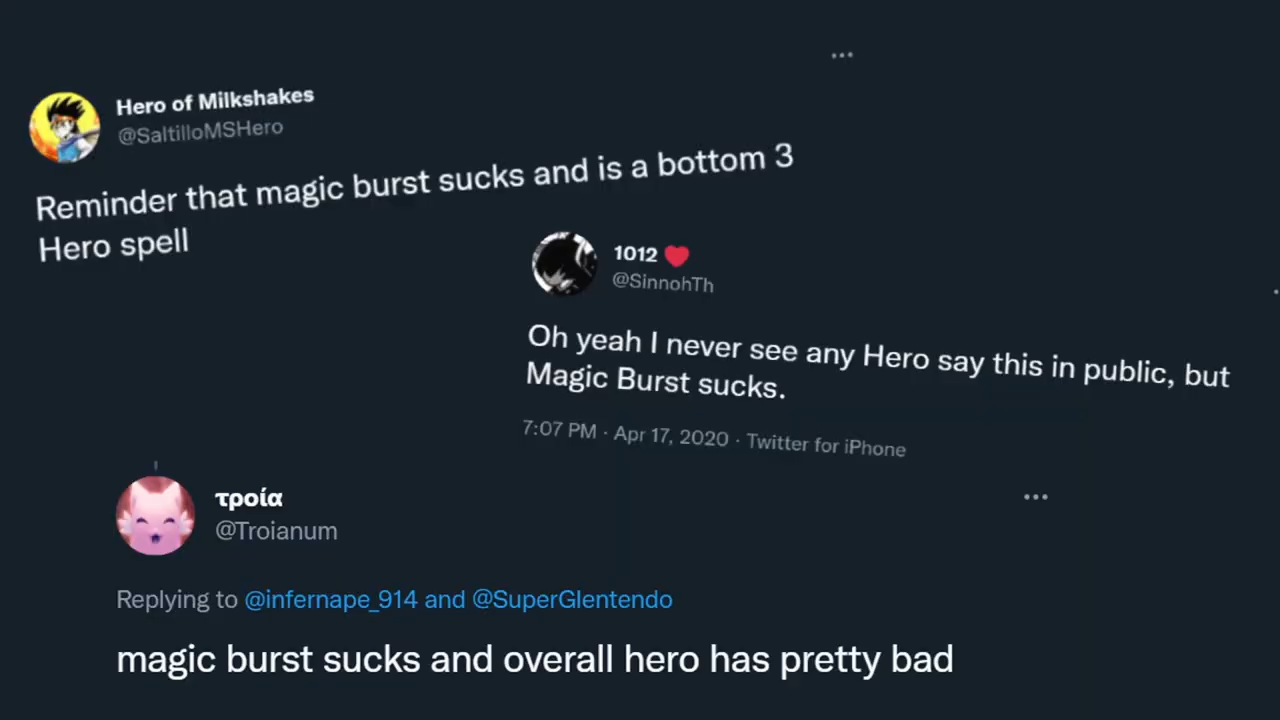 Hero of Milkshakes
@SaltilloMSHero
Reminder that magic burst sucks and is a bottom 3
Hero spell
1012 ❤️
@SinnohTh
Oh yeah I never see any Hero say this in public, but
Magic Burst sucks.
7:07 PM · Apr 17, 2020 · Twitter for iPhone
τροία
@Troianum
Replying to @infernape_914 and @SuperGlentendo
magic burst sucks and overall hero has pretty bad